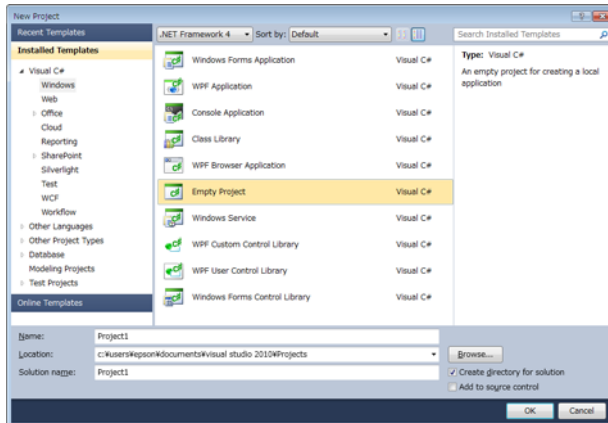 New Project
Recent Templates
.NET Framework 4 Sort by: Default
Search Installed Templates
Installed Templates
Visual C#
Windows
Web
Office
Cloud
Reporting
SharePoint
Silverlight
Test
WCF
Workflow
Other Languages
Other Project Types
Database
Modeling Projects
Test Projects
Online Templates
Windows Forms Application Visual C#
WPF Application Visual C#
Console Application Visual C#
Class Library Visual C#
WPF Browser Application Visual C#
Empty Project Visual C#
Windows Service Visual C#
WPF Custom Control Library Visual C#
WPF User Control Library Visual C#
Windows Forms Control Library Visual C#
Type: Visual C#
An empty project for creating a local
application
Name: Project1
Location: c:¥users¥epson¥documents¥visual studio 2010¥Projects Browse...
Solution name: Project1
Create directory for solution
Add to source control
OK Cancel